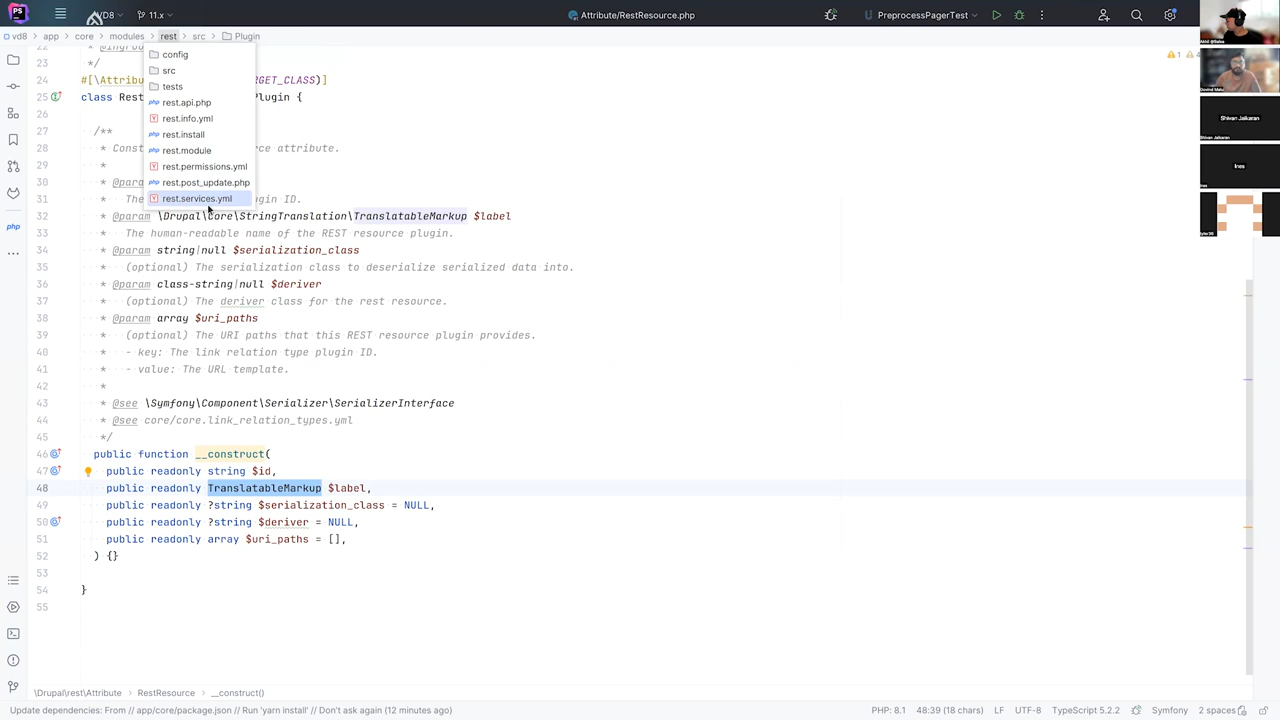 PS VD8 11.x Attribute/RestResource.php PreprocessPagerTest
vd8 app core modules rest src Plugin
config
src
tests
rest.api.php
rest.info.yml
rest.install
rest.module
rest.permissions.yml
rest.post_update.php
rest.services.yml
23 */
24 #[\Attribu RGET_CLASS)]
25 class Rest Plugin {
26
27 /**
28 * Cons ource attribute.
29 *
30 * @para
31 * The gin ID.
32 * @param \Drupal\Core\StringTranslation\TranslatableMarkup $label
33 * The human-readable name of the REST resource plugin.
34 * @param string|null $serialization_class
35 * (optional) The serialization class to deserialize serialized data into.
36 * @param class-string|null $deriver
37 * (optional) The deriver class for the rest resource.
38 * @param array $uri_paths
39 * (optional) The URI paths that this REST resource plugin provides.
40 * - key: The link relation type plugin ID.
41 * - value: The URL template.
42 *
43 * @see \Symfony\Component\Serializer\SerializerInterface
44 * @see core/core.link_relation_types.yml
45 */
46 public function __construct(
47 public readonly string $id,
48 public readonly TranslatableMarkup $label,
49 public readonly ?string $serialization_class = NULL,
50 public readonly ?string $deriver = NULL,
51 public readonly array $uri_paths = [],
52 ) {}
53
54 }
55
\Drupal\rest\Attribute RestResource __construct()
Update dependencies: From // app/core/package.json // Run 'yarn install' // Don't ask again (12 minutes ago) PHP: 8.1 48:39 (18 chars) LF UTF-8 TypeScript 5.2.2 Symfony 2 spaces
Shivan Jaikaran
Shivan Jaikaran
Ines
Ines